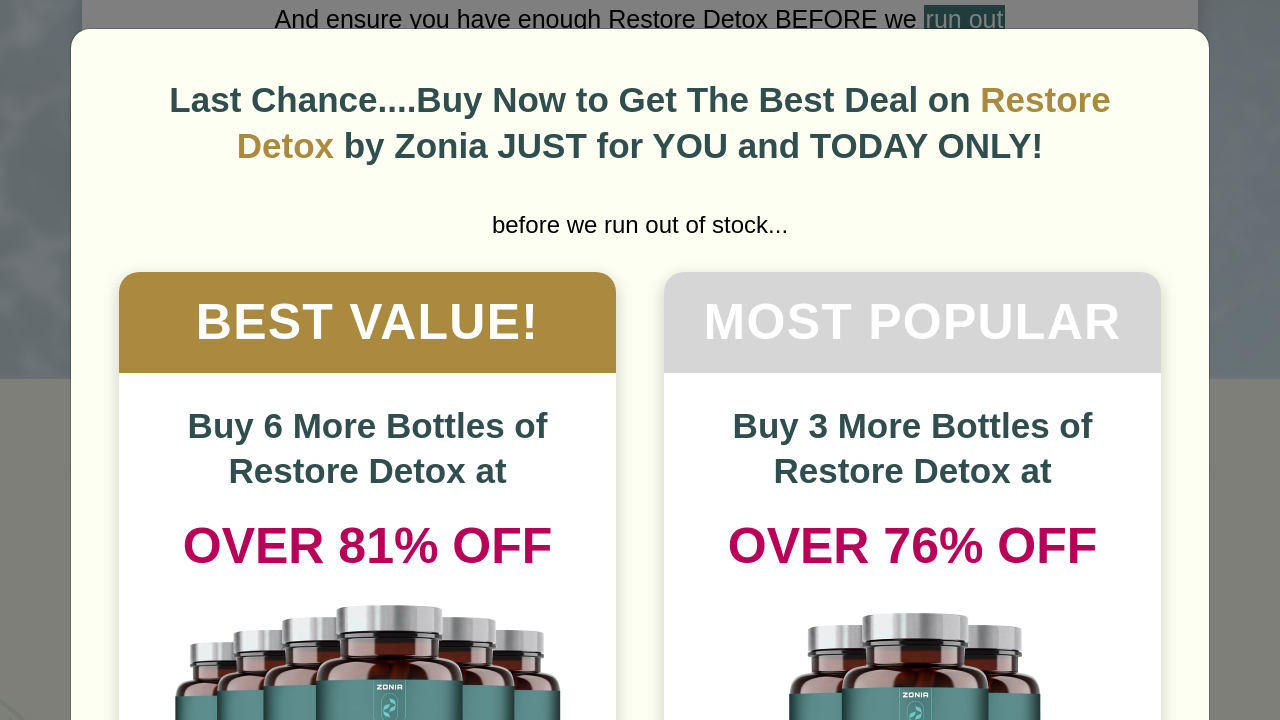 And ensure you have enough Restore Detox BEFORE we run out
Last Chance....Buy Now to Get The Best Deal on Restore
Detox by Zonia JUST for YOU and TODAY ONLY!
before we run out of stock...
BEST VALUE!
Buy 6 More Bottles of
Restore Detox at
OVER 81% OFF
ZONIA
MOST POPULAR
Buy 3 More Bottles of
Restore Detox at
OVER 76% OFF
ZONIA